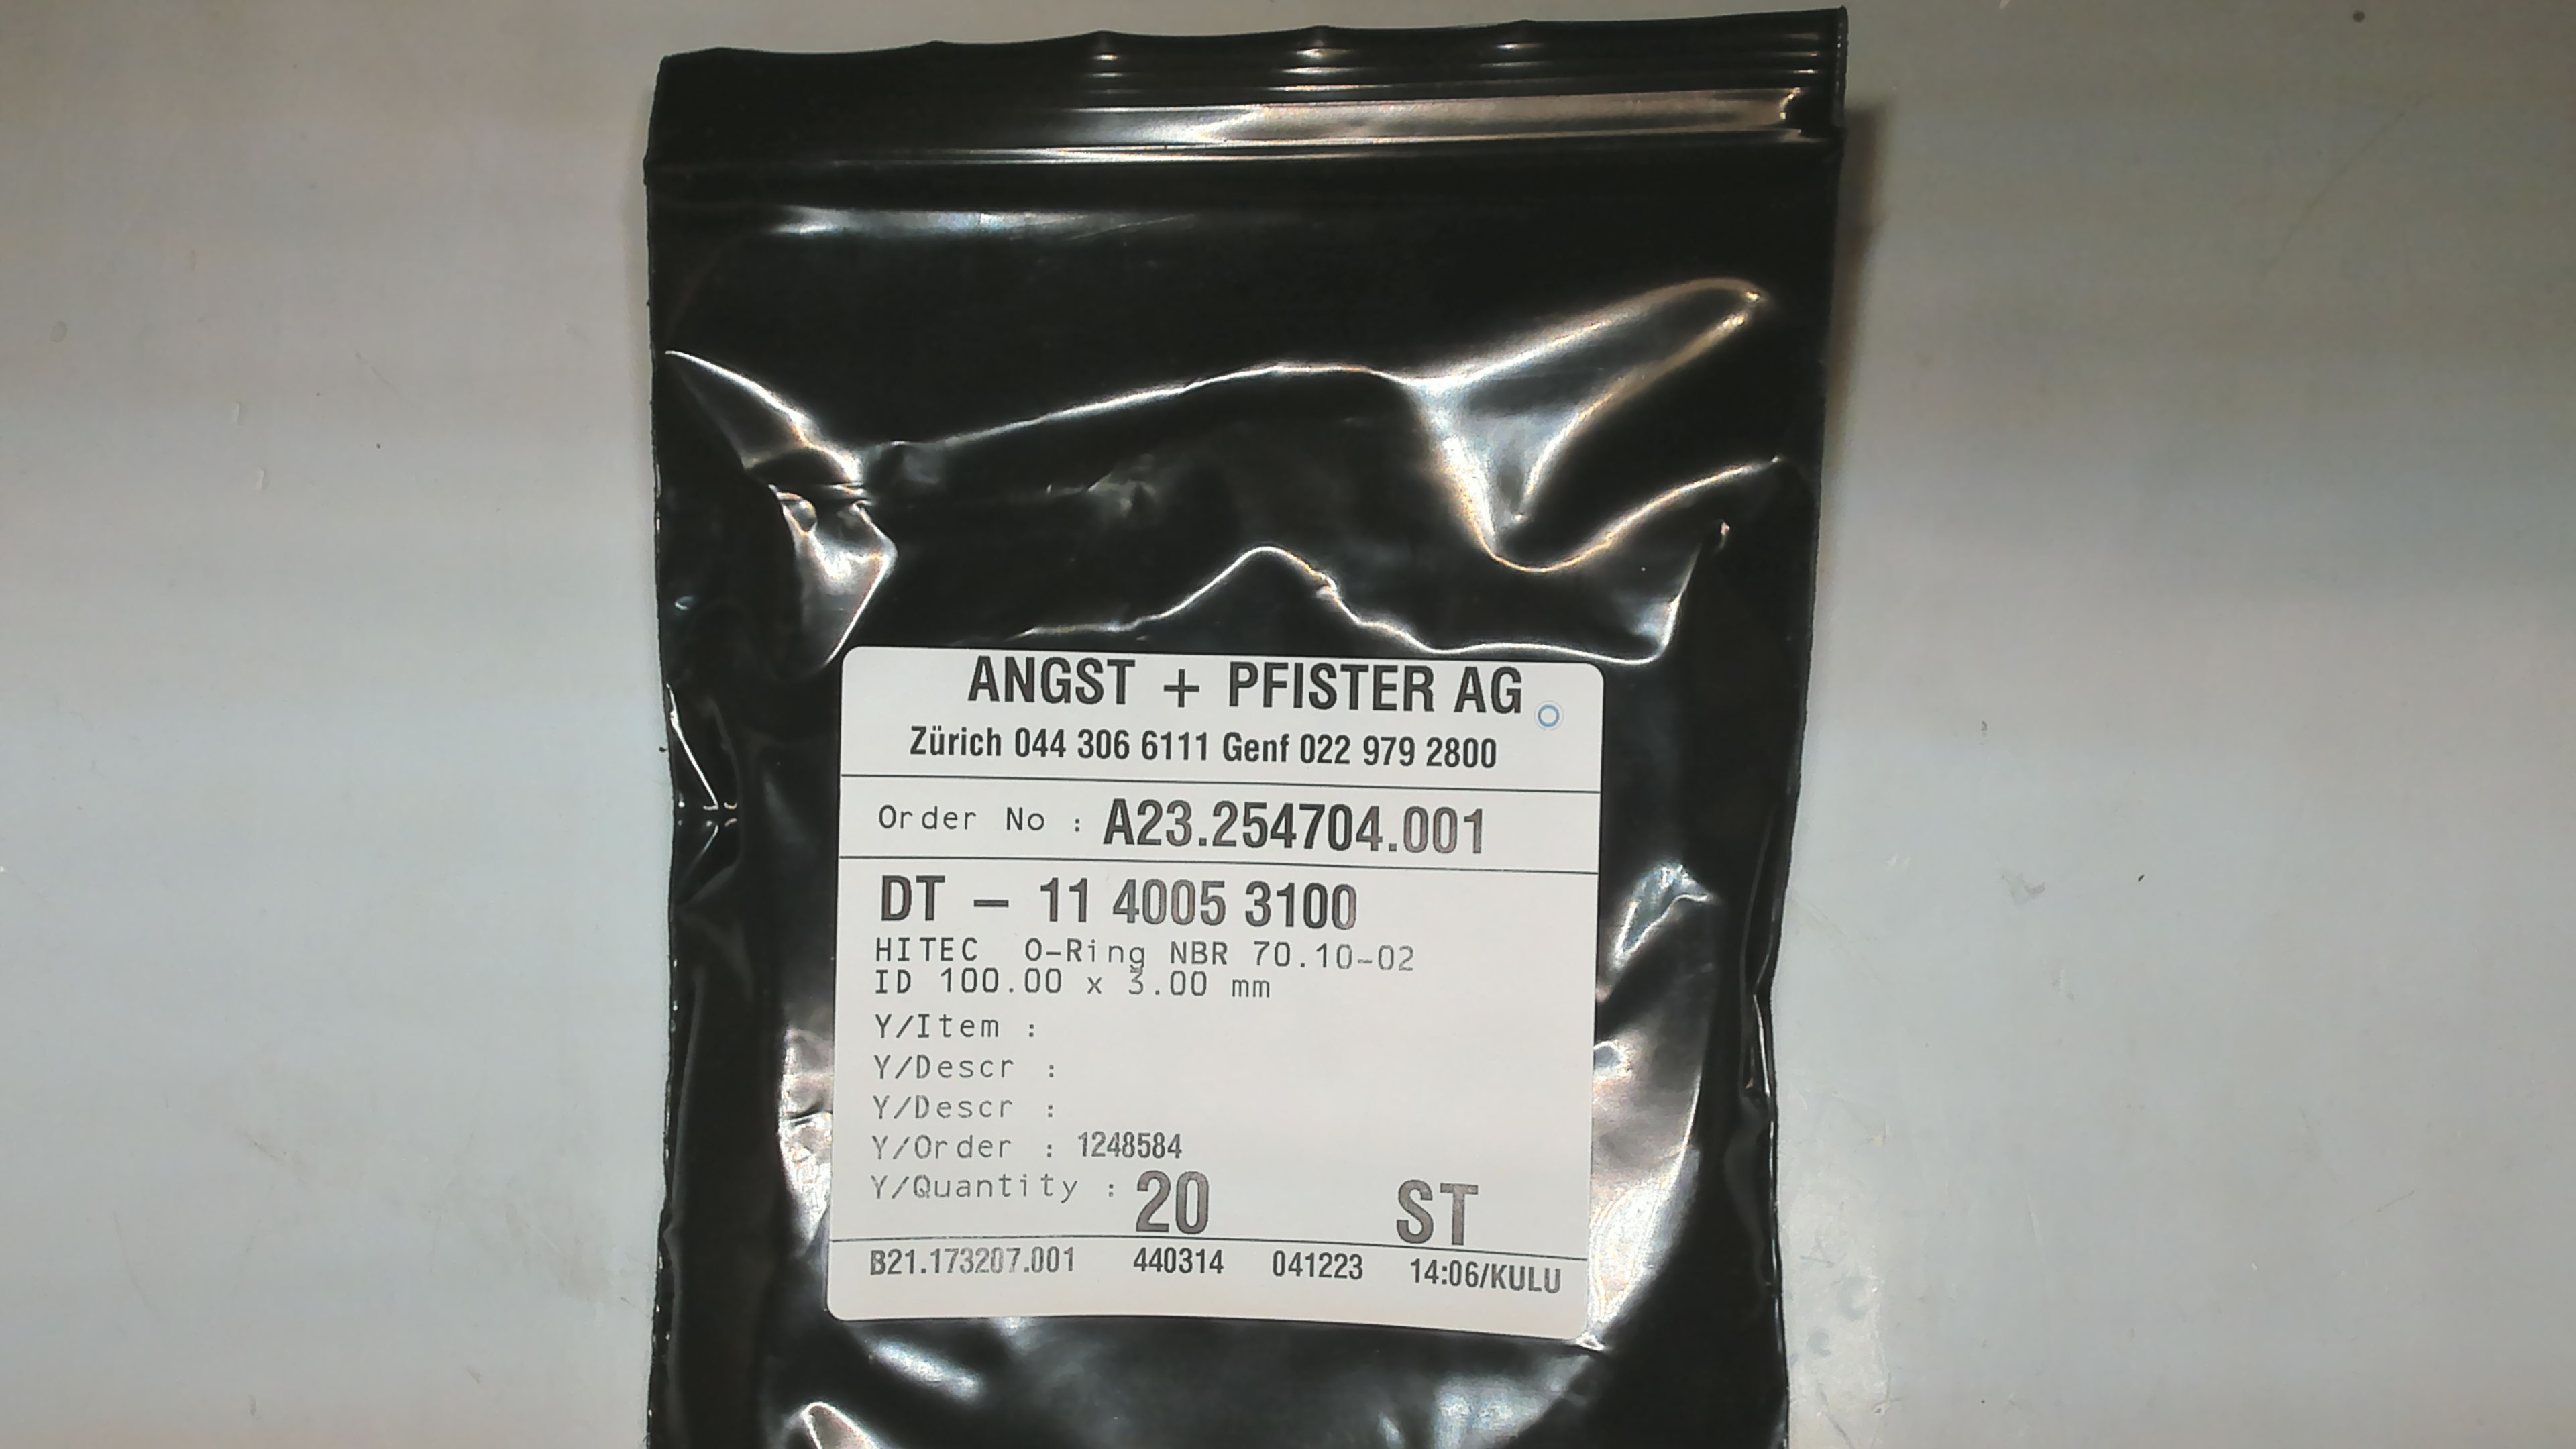 ANGST + PFISTER AG
Zürich 044 306 6111 Genf 022 979 2800
Order No : A23.254704.001
DT – 11 4005 3100
HITEC O-Ring NBR 70.10-02
ID 100.00 x 3.00 mm
Y/Item :
Y/Descr :
Y/Descr :
Y/Order : 1248584
Y/Quantity : 20 ST
B21.173207.001 440314 041223 14:06/KULU